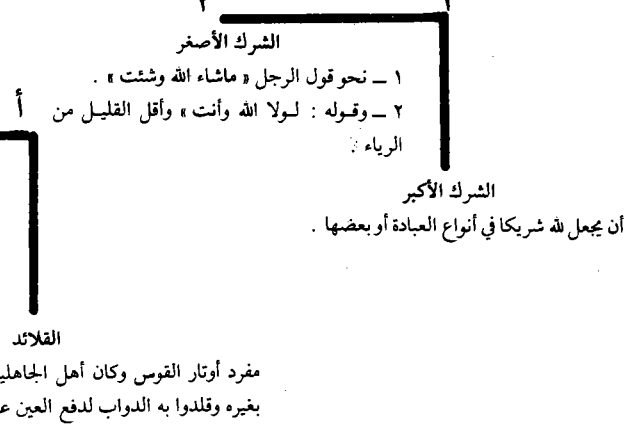 ٢
الشرك الأصغر
١ ــ نحو قول الرجل « ماشاء الله وشئت » .
٢ ــ وقوله : لولا الله وأنت » وأقل القليل من
الرياء .
الشرك الأكبر
أن يجعل لله شريكا في أنواع العبادة أو بعضها .
أ
القلائد
مفرد أوتار القوس وكان أهل الجاهلي
بغيره وقلدوا به الدواب لدفع العين